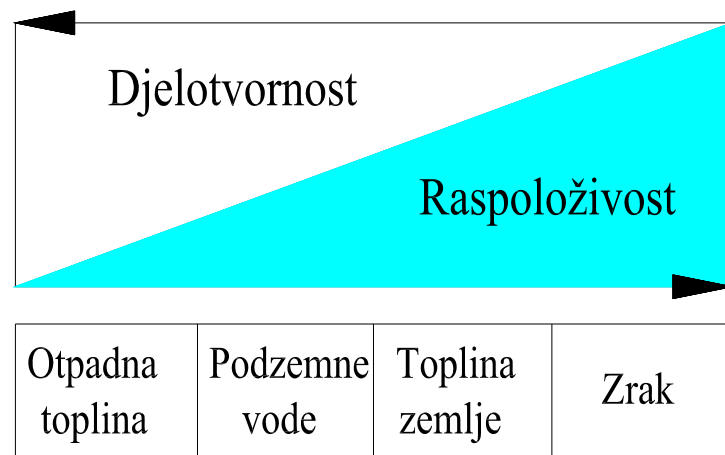 Djelotvornost
Raspoloživost
Otpadna
toplina
Podzemne
vode
Toplina
zemlje
Zrak